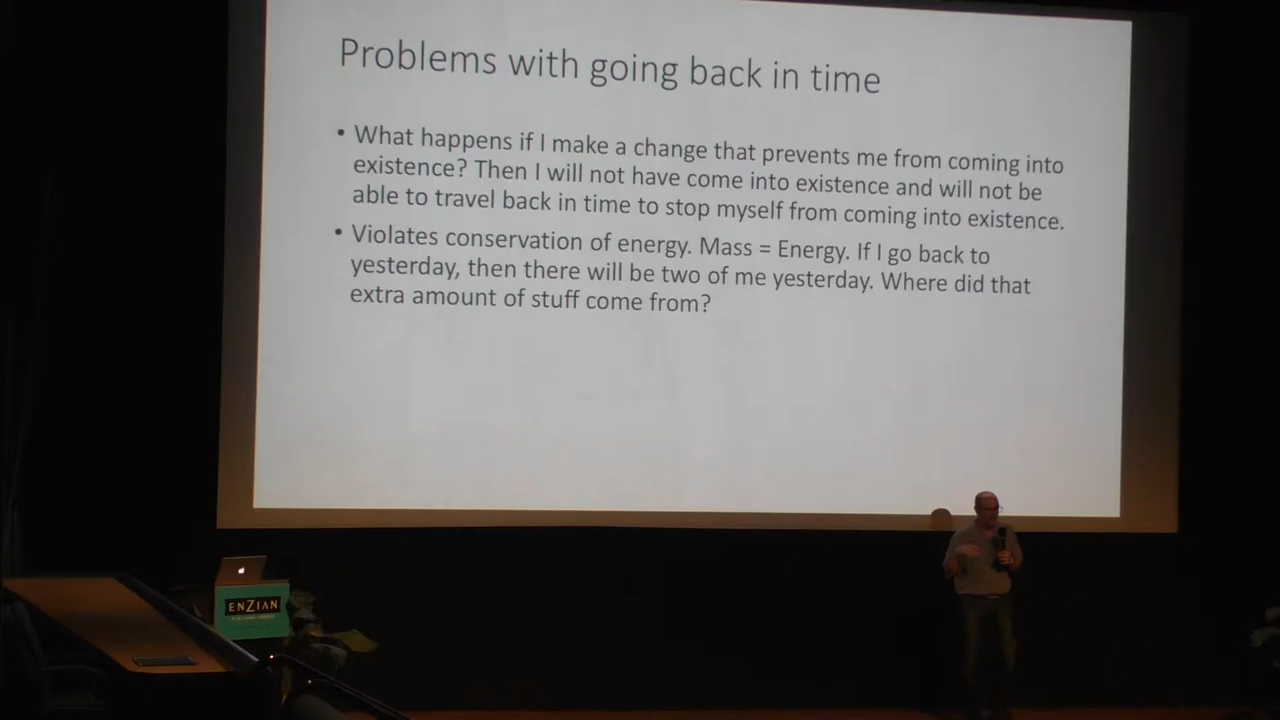 Problems with going back in time
• What happens if I make a change that prevents me from coming into
existence? Then I will not have come into existence and will not be
able to travel back in time to stop myself from coming into existence.
• Violates conservation of energy. Mass = Energy. If I go back to
yesterday, then there will be two of me yesterday. Where did that
extra amount of stuff come from?
ENZIAN